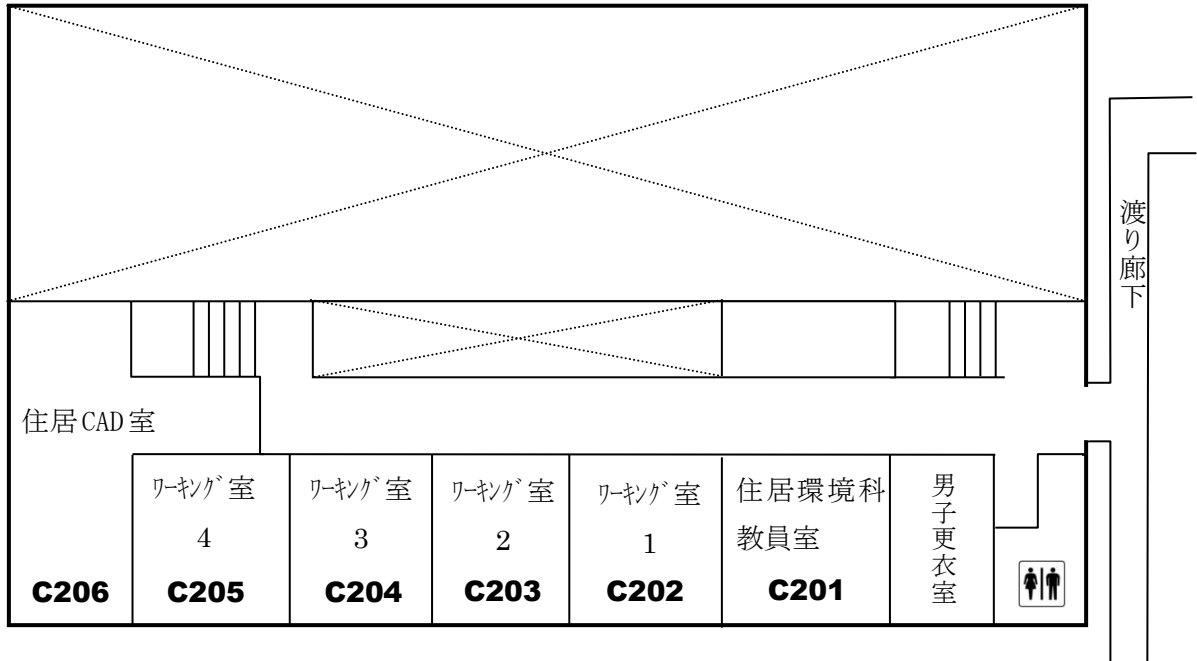 渡り廊下
住居CAD室
C206
ワーキング室
4
C205
ワーキング室
3
C204
ワーキング室
2
C203
ワーキング室
1
C202
住居環境科
教員室
C201
男子更衣室